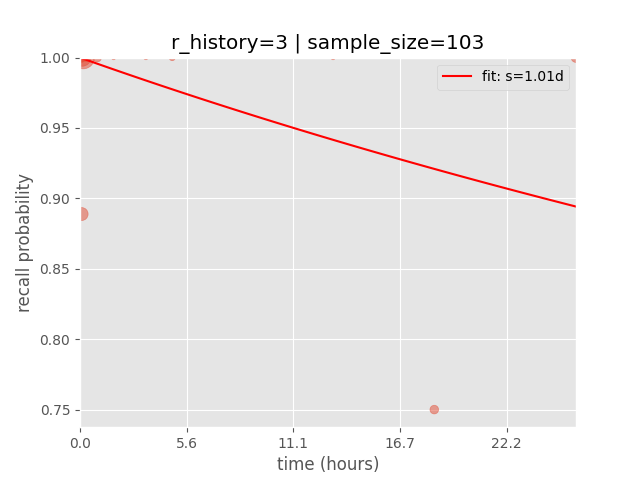 r_history=3 | sample_size=103
fit: s=1.01d
recall probability
1.00
0.95
0.90
0.85
0.80
0.75
0.0 5.6 11.1 16.7 22.2
time (hours)